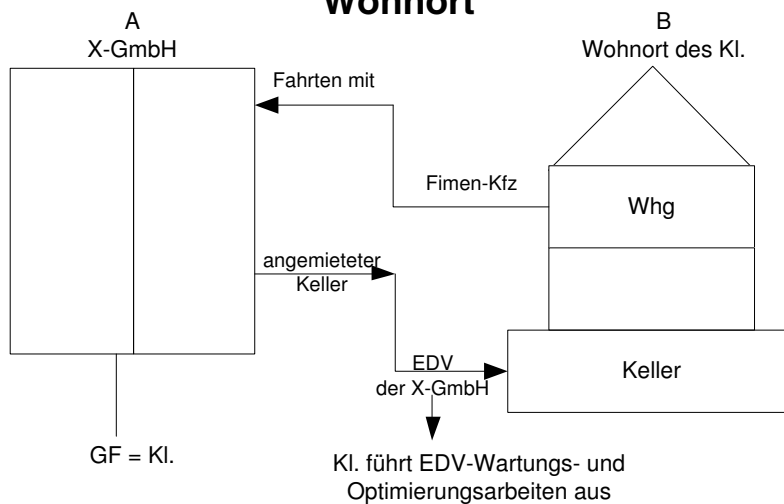 Wohnort
A
X-GmbH
B
Wohnort des Kl.
Fahrten mit
Fimen-Kfz
Whg
angemieteter
Keller
EDV
der X-GmbH
Keller
GF = Kl.
Kl. führt EDV-Wartungs- und
Optimierungsarbeiten aus